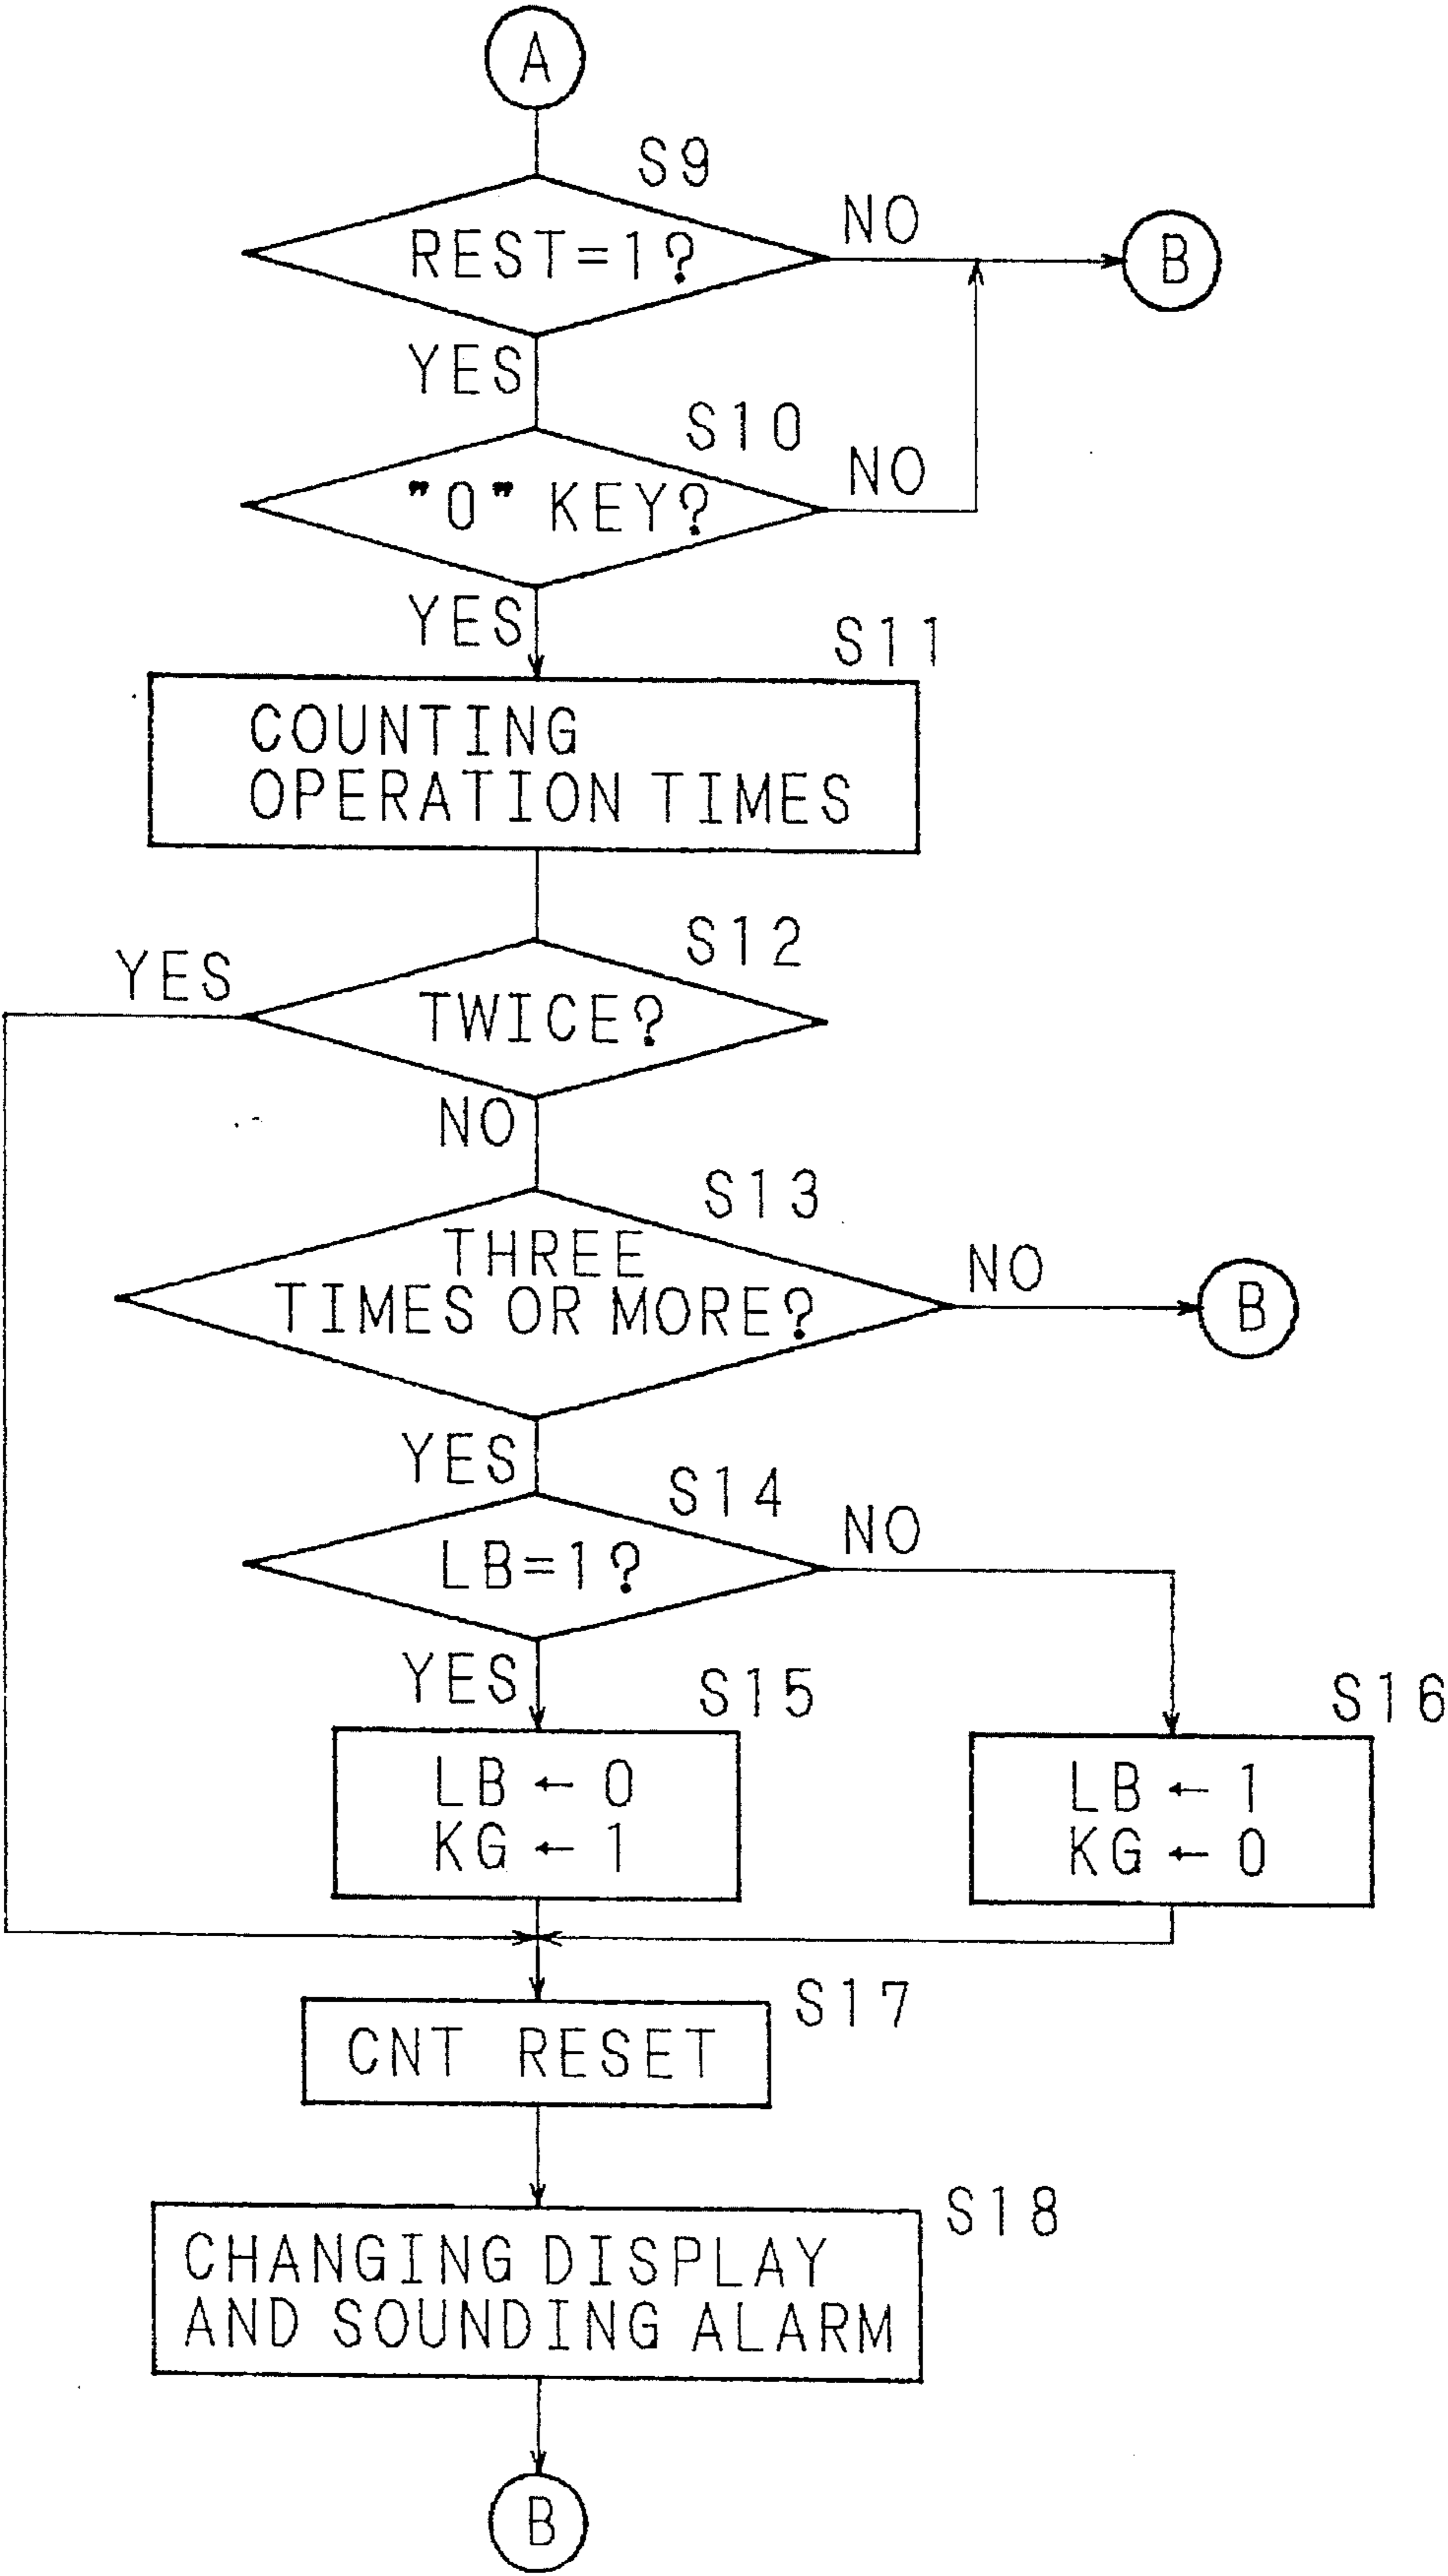 A
S9
REST=1?
NO
B
YES
S10
"0" KEY?
NO
YES
S11
COUNTING
OPERATION TIMES
S12
YES
TWICE?
NO
S13
THREE
TIMES OR MORE?
NO
B
YES
S14
LB=1?
NO
YES
S15
S16
LB ← 0
KG ← 1
LB ← 1
KG ← 0
S17
CNT RESET
S18
CHANGING DISPLAY
AND SOUNDING ALARM
B